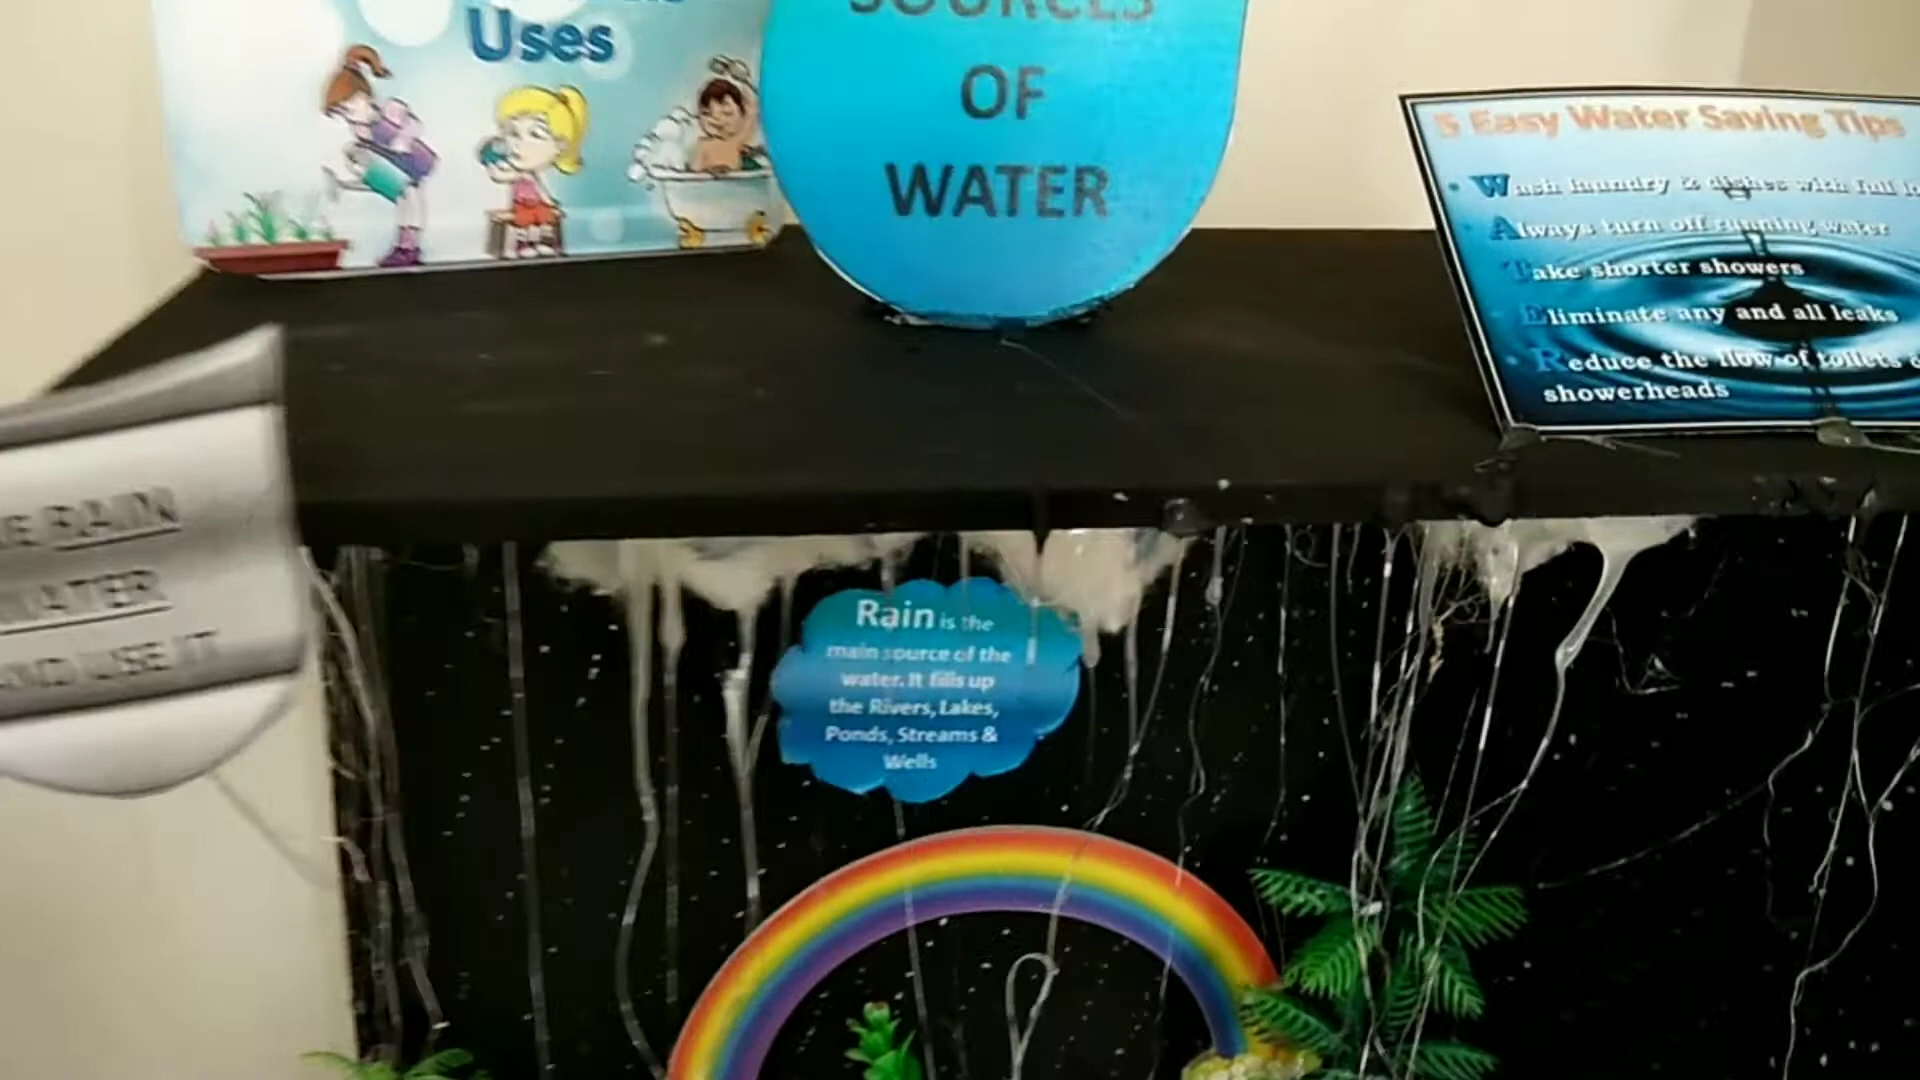 Uses
SOURCES
OF
WATER
5 Easy Water Saving Tips
Wash laundry & dishes with full
Always turn off running water
Take shorter showers
Eliminate any and all leaks
Reduce the flow of toilets
showerheads
RAIN
WATER
AND USE IT
Rain is the
main source of the
water. It fills up
the Rivers, Lakes,
Ponds, Streams &
Wells